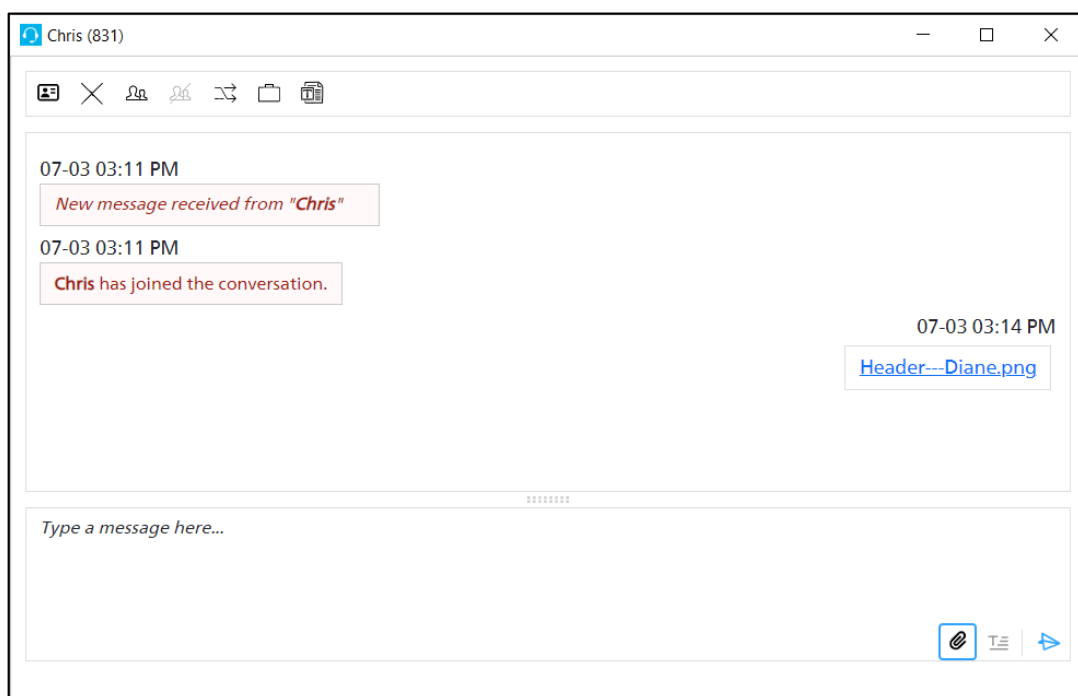 Chris (831)
07-03 03:11 PM
New message received from "Chris"
07-03 03:11 PM
Chris has joined the conversation.
07-03 03:14 PM
Header---Diane.png
Type a message here...